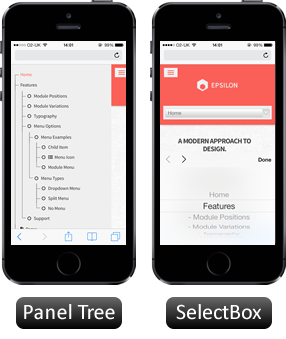 O2-UK
14:01
Home
Features
Module Positions
Module Variations
Typography
Menu Options
Menu Examples
Child Item
Menu Icon
Module Menu
Menu Types
Dropdown Menu
Split Menu
No Menu
Support
Panel Tree
O2-UK
14:01
EPSILON
Home
A MODERN APPROACH TO
DESIGN.
Done
Home
Features
- Module Positions
- Module Variations
SelectBox